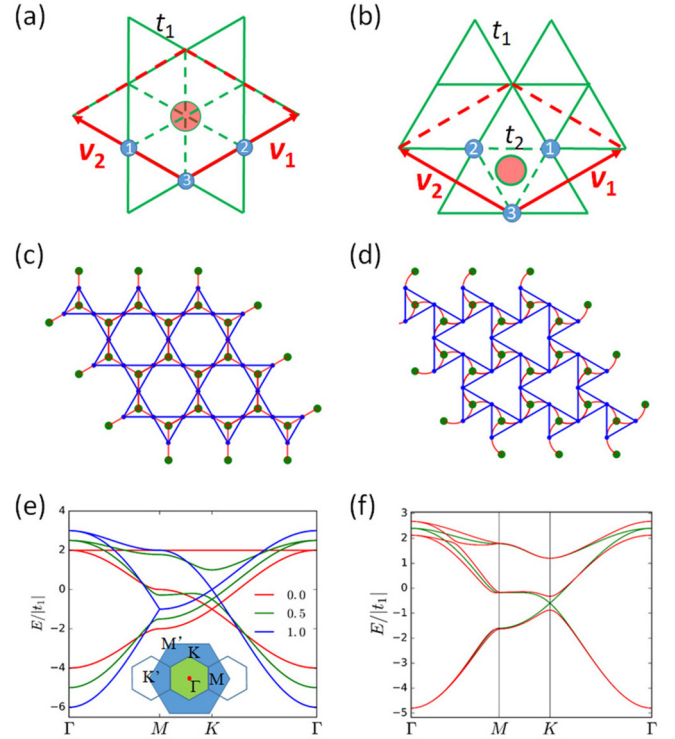 (a)
t₁
1
2
3
v₂
v₁
(b)
t₁
t₂
2
1
3
v₂
v₁
(c)
(d)
(e)
4
2
0
-2
-4
-6
E/|t₁|
0.0
0.5
1.0
M'
K
K'
Γ
M
Γ
M
K
Γ
(f)
3
2
1
0
-1
-2
-3
-4
-5
E/|t₁|
Γ
M
K
Γ